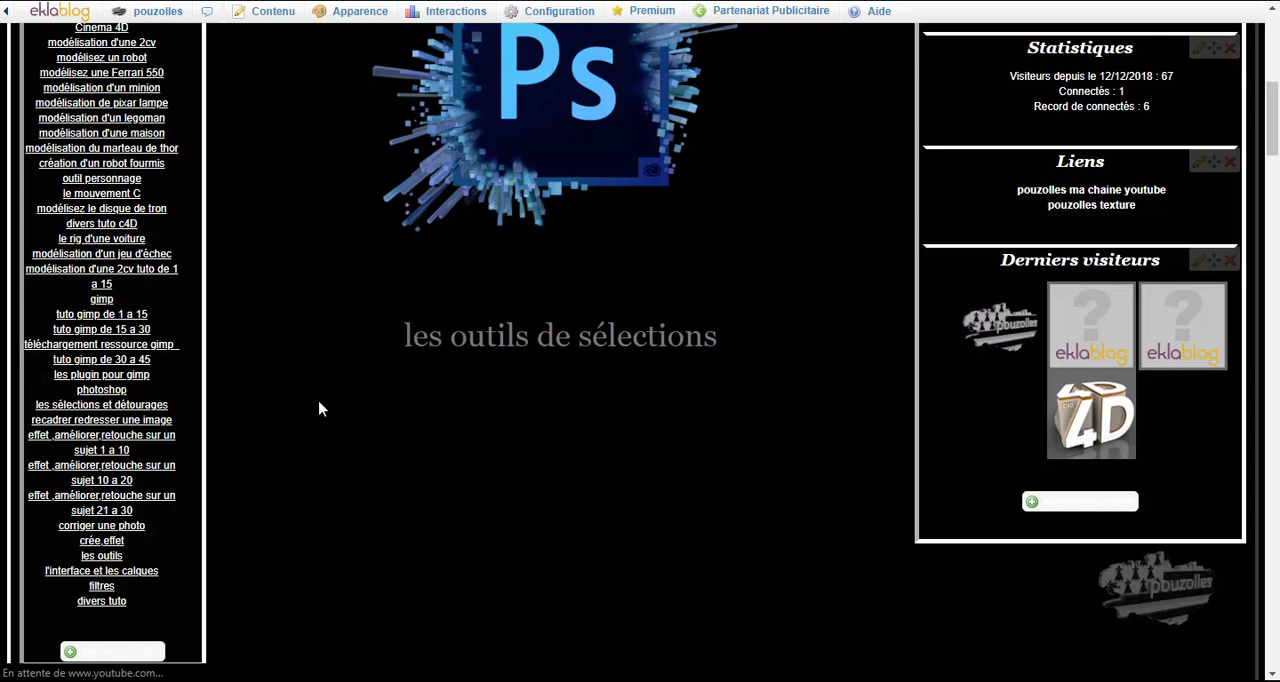 eklablog pouzolles Contenu Apparence Interactions Configuration Premium Partenariat Publicitaire Aide
Cinema 4D
modélisation d'une 2cv
modélisez un robot
modélisez une Ferrari 550
modélisation d'un minion
modélisation de pixar lampe
modélisation d'un legoman
modélisation d'une maison
modélisation du marteau de thor
création d'un robot fourmis
outil personnage
le mouvement C
modélisez le disque de tron
divers tuto c4D
le rig d'une voiture
modélisation d'un jeu d'échec
modélisation d'une 2cv tuto de 1
a 15
gimp
tuto gimp de 1 a 15
tuto gimp de 15 a 30
téléchargement ressource gimp
tuto gimp de 30 a 45
les plugin pour gimp
photoshop
les sélections et détourages
recadrer redresser une image
effet ,améliorer,retouche sur un
sujet 1 a 10
effet ,améliorer,retouche sur un
sujet 10 a 20
effet ,améliorer,retouche sur un
sujet 21 a 30
corriger une photo
crée,effet
les outils
l'interface et les calques
filtres
divers tuto
En attente de www.youtube.com...
Ps
les outils de sélections
Statistiques
Visiteurs depuis le 12/12/2018 : 67
Connectés : 1
Record de connectés : 6
Liens
pouzolles ma chaine youtube
pouzolles texture
Derniers visiteurs
pouzolles
? eklablog
? eklablog
4D
4D
pouzolles